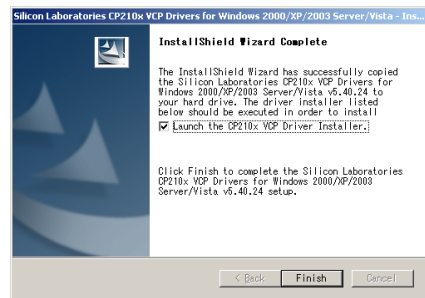 Silicon Laboratories CP210x VCP Drivers for Windows 2000/XP/2003 Server/Vista - Ins...
InstallShield Wizard Complete
The InstallShield Wizard has successfully copied
the Silicon Laboratories CP210x VCP Drivers for
Windows 2000/XP/2003 Server/Vista v5.40.24 to
your hard drive. The driver installer listed
below should be executed in order to install
Launch the CP210x VCP Driver Installer.
Click Finish to complete the Silicon Laboratories
CP210x VCP Drivers for Windows 2000/XP/2003
Server/Vista v5.40.24 setup.
< Back
Finish
Cancel